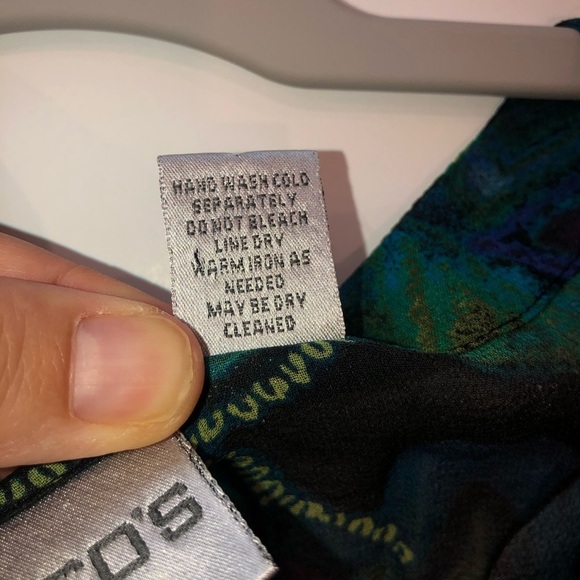 HAND WASH COLD
SEPARATELY
DO NOT BLEACH
LINE DRY
WARM IRON AS
NEEDED
MAY BE DRY
CLEANED